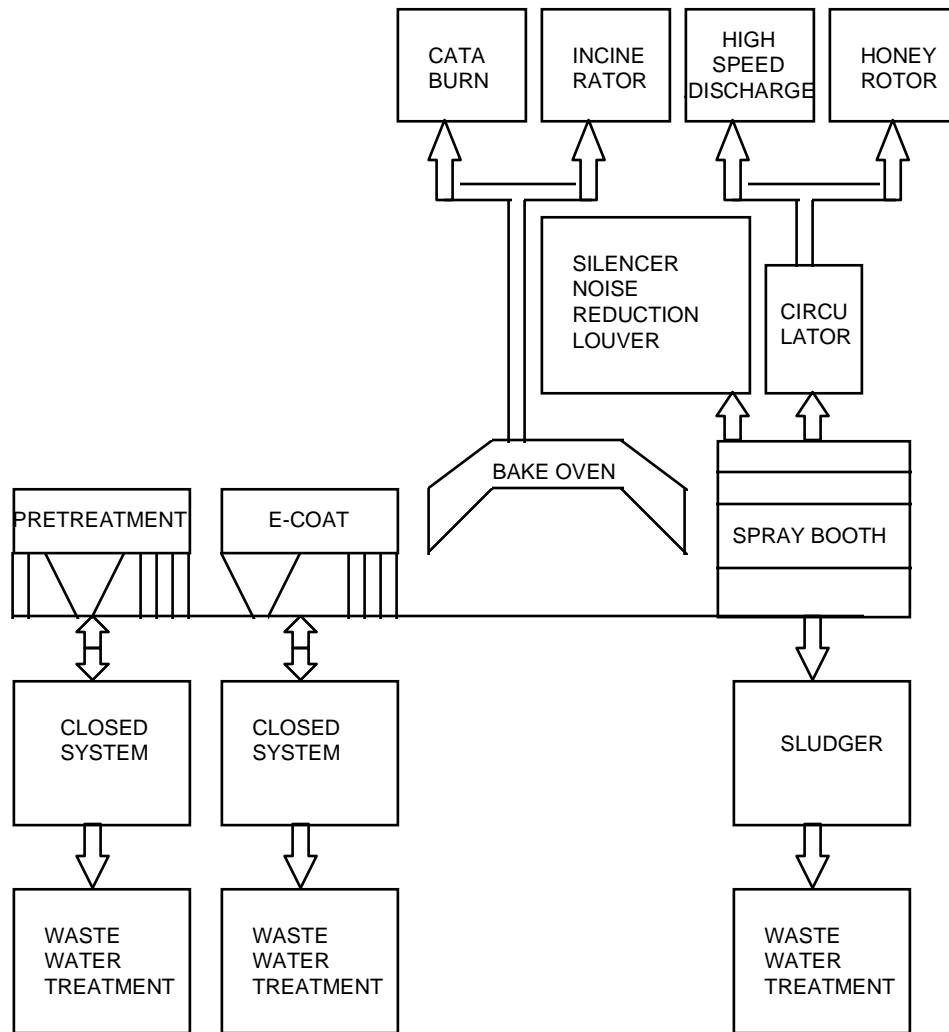 CATA
BURN
INCINE
RATOR
HIGH
SPEED
DISCHARGE
HONEY
ROTOR
SILENCER
NOISE
REDUCTION
LOUVER
CIRCU
LATOR
BAKE OVEN
PRETREATMENT
E-COAT
SPRAY BOOTH
CLOSED
SYSTEM
CLOSED
SYSTEM
SLUDGER
WASTE
WATER
TREATMENT
WASTE
WATER
TREATMENT
WASTE
WATER
TREATMENT